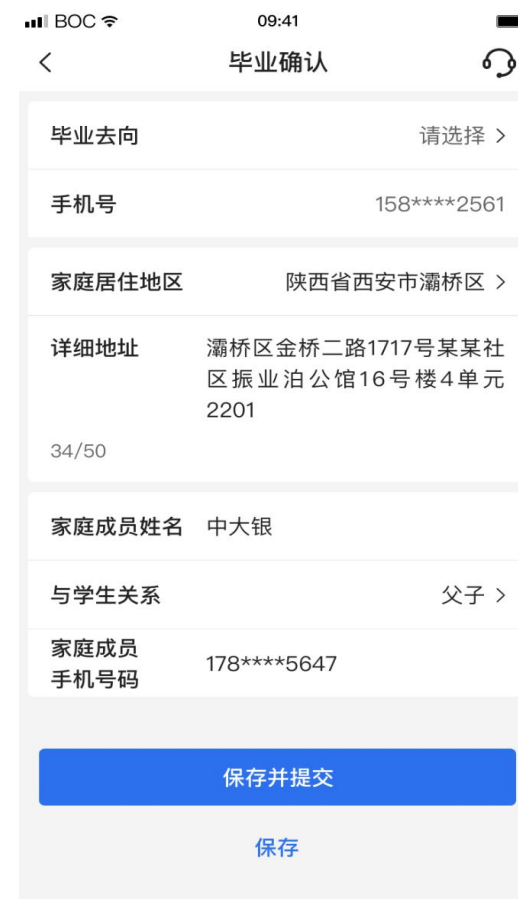 BOC 09:41
毕业确认
毕业去向 请选择
手机号 158****2561
家庭居住地区 陕西省西安市灞桥区
详细地址 灞桥区金桥二路1717号某某社
区振业泊公馆16号楼4单元
2201
34/50
家庭成员姓名 中大银
与学生关系 父子
家庭成员
手机号码 178****5647
保存并提交
保存